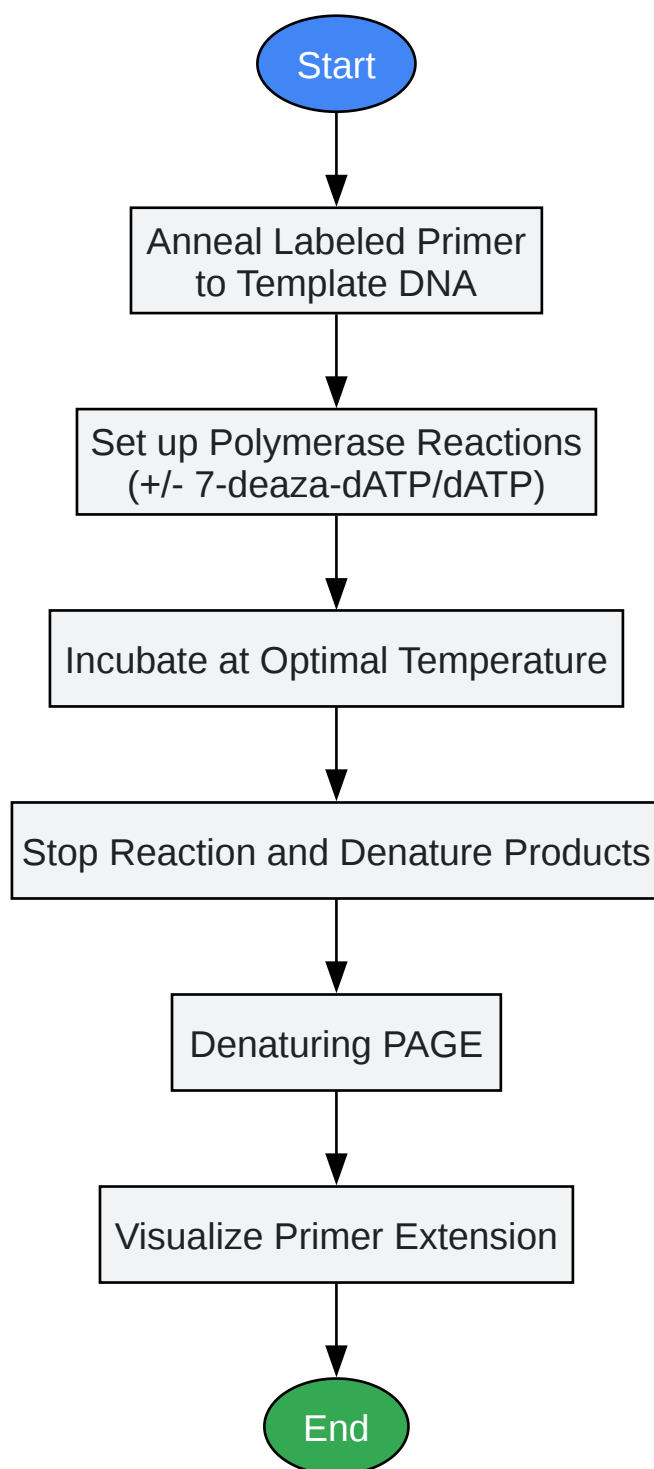 Start
Anneal Labeled Primer
to Template DNA
Set up Polymerase Reactions
(+/- 7-deaza-dATP/dATP)
Incubate at Optimal Temperature
Stop Reaction and Denature Products
Denaturing PAGE
Visualize Primer Extension
End